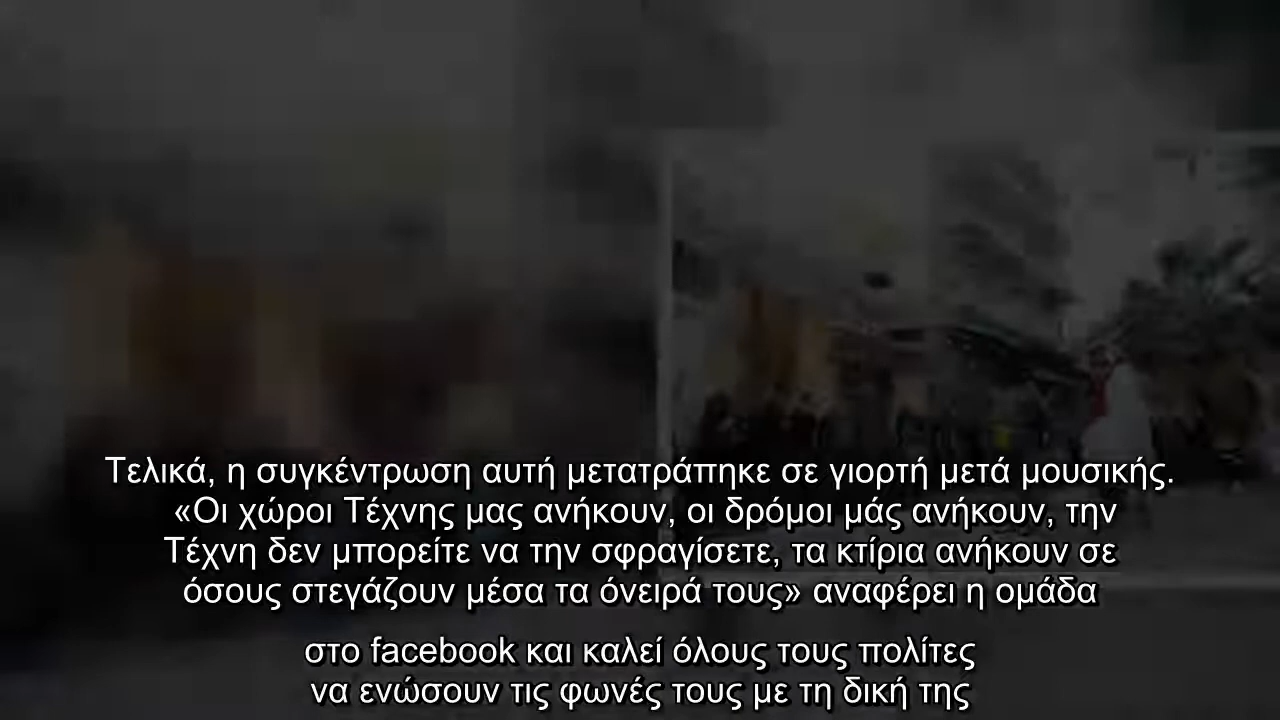 Τελικά, η συγκέντρωση αυτή μετατράπηκε σε γιορτή μετά μουσικής.
«Οι χώροι Τέχνης μας ανήκουν, οι δρόμοι μάς ανήκουν, την
Τέχνη δεν μπορείτε να την σφραγίσετε, τα κτίρια ανήκουν σε
όσους στεγάζουν μέσα τα όνειρά τους» αναφέρει η ομάδα
στο facebook και καλεί όλους τους πολίτες
να ενώσουν τις φωνές τους με τη δική της